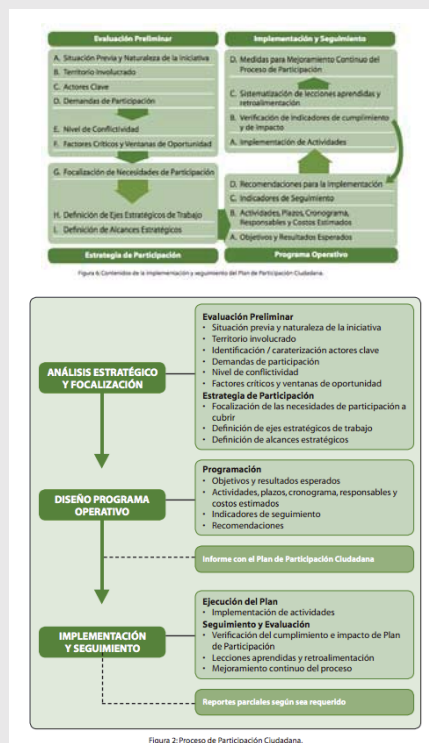 Evaluación Preliminar
A. Situación Previa y Naturaleza de la Iniciativa
B. Territorio Involucrado
C. Actores Clave
D. Demandas de Participación
E. Nivel de Conflictividad
F. Factores Críticos y Ventanas de Oportunidad
G. Focalización de Necesidades de Participación
H. Definición de Ejes Estratégicos de Trabajo
I. Definición de Alcances Estratégicos
Estrategia de Participación
Implementación y Seguimiento
D. Medidas para Mejoramiento Continuo del
Proceso de Participación
C. Sistematización de lecciones aprendidas y
retroalimentación
B. Verificación de indicadores de cumplimiento
y de impacto
A. Implementación de Actividades
D. Recomendaciones para la Implementación
C. Indicadores de Seguimiento
B. Actividades, Plazos, Cronograma,
Responsables y Costos Estimados
A. Objetivos y Resultados Esperados
Programa Operativo
Figura 6: Contenidos de la implementación y seguimiento del Plan de Participación Ciudadana.
ANÁLISIS ESTRATÉGICO
Y FOCALIZACIÓN
Evaluación Preliminar
• Situación previa y naturaleza de la iniciativa
• Territorio involucrado
• Identificación / caraterización actores clave
• Demandas de participación
• Nivel de conflictividad
• Factores críticos y ventanas de oportunidad
Estrategia de Participación
• Focalización de las necesidades de participación a
cubrir
• Definición de ejes estratégicos de trabajo
• Definición de alcances estratégicos
DISEÑO PROGRAMA
OPERATIVO
Programación
• Objetivos y resultados esperados
• Actividades, plazos, cronograma, responsables y
costos estimados
• Indicadores de seguimiento
• Recomendaciones
Informe con el Plan de Participación Ciudadana
IMPLEMENTACIÓN
Y SEGUIMIENTO
Ejecución del Plan
• Implementación de actividades
Seguimiento y Evaluación
• Verificación del cumplimiento e impacto de Plan
de Participación
• Lecciones aprendidas y retroalimentación
• Mejoramiento continuo del proceso
Reportes parciales según sea requerido
Figura 2: Proceso de Participación Ciudadana.